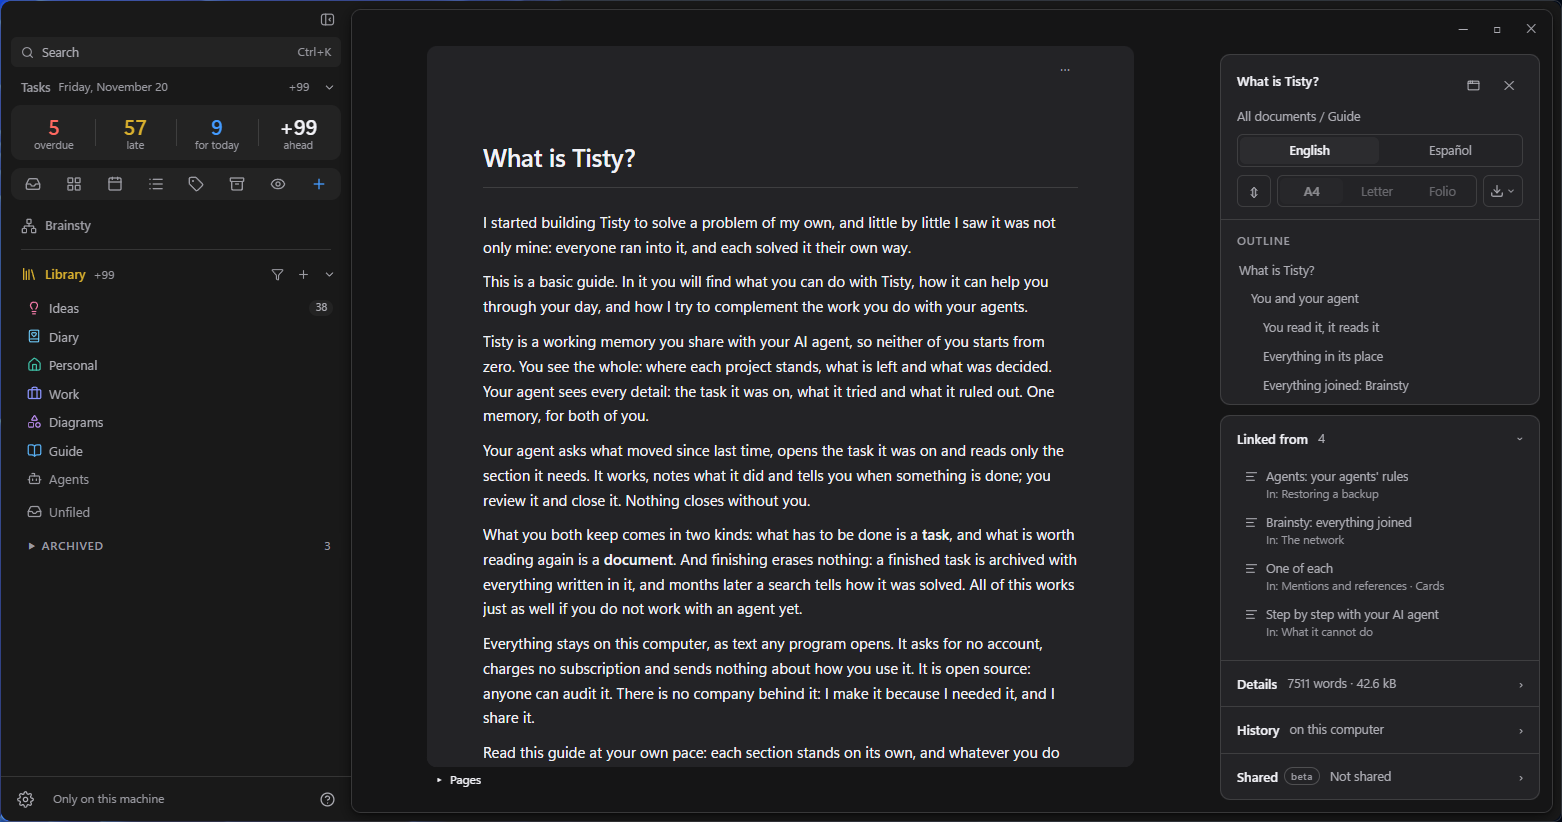 Search
Ctrl+K
Tasks Friday, November 20 +99
5 57 9 +99
overdue late for today ahead
Brainsty
Library +99
Ideas 38
Diary
Personal
Work
Diagrams
Guide
Agents
Unfiled
ARCHIVED 3
Only on this machine
...
What is Tisty?
I started building Tisty to solve a problem of my own, and little by little I saw it was not
only mine: everyone ran into it, and each solved it their own way.
This is a basic guide. In it you will find what you can do with Tisty, how it can help you
through your day, and how I try to complement the work you do with your agents.
Tisty is a working memory you share with your AI agent, so neither of you starts from
zero. You see the whole: where each project stands, what is left and what was decided.
Your agent sees every detail: the task it was on, what it tried and what it ruled out. One
memory, for both of you.
Your agent asks what moved since last time, opens the task it was on and reads only the
section it needs. It works, notes what it did and tells you when something is done; you
review it and close it. Nothing closes without you.
What you both keep comes in two kinds: what has to be done is a task, and what is worth
reading again is a document. And finishing erases nothing: a finished task is archived with
everything written in it, and months later a search tells how it was solved. All of this works
just as well if you do not work with an agent yet.
Everything stays on this computer, as text any program opens. It asks for no account,
charges no subscription and sends nothing about how you use it. It is open source:
anyone can audit it. There is no company behind it: I make it because I needed it, and I
share it.
Read this guide at your own pace: each section stands on its own, and whatever you do
Pages
What is Tisty?
All documents / Guide
English Español
A4 Letter Folio
OUTLINE
What is Tisty?
You and your agent
You read it, it reads it
Everything in its place
Everything joined: Brainsty
Linked from 4
Agents: your agents' rules
In: Restoring a backup
Brainsty: everything joined
In: The network
One of each
In: Mentions and references · Cards
Step by step with your AI agent
In: What it cannot do
Details 7511 words · 42.6 kB
History on this computer
Shared beta Not shared